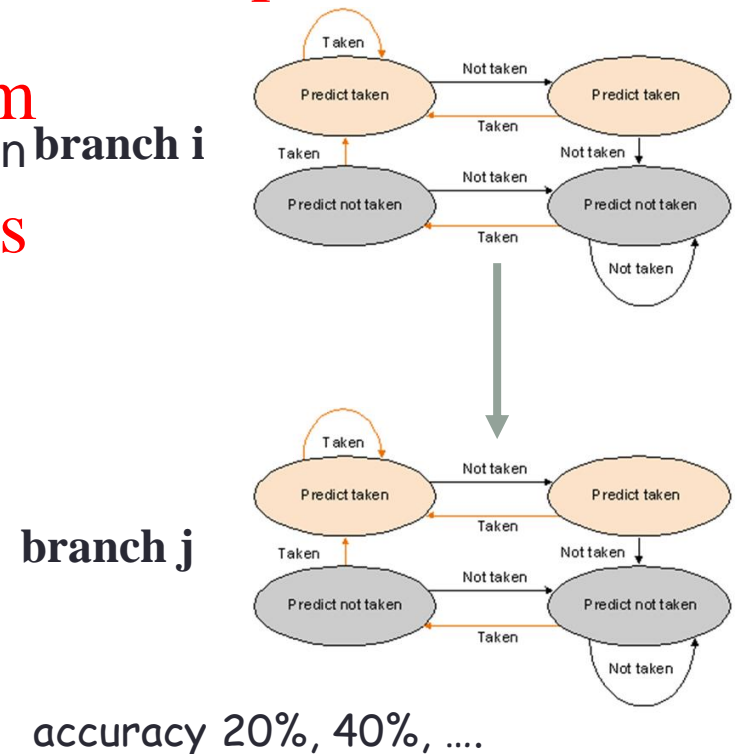 Taken
Not taken
Predict taken
Predict taken
m
Taken
n branch i
Taken
Not taken
Not taken
Predict not taken
Predict not taken
s
Taken
Not taken
Taken
Not taken
Predict taken
Predict taken
Taken
branch j
Taken
Not taken
Not taken
Predict not taken
Predict not taken
Taken
Not taken
accuracy 20%, 40%, ....